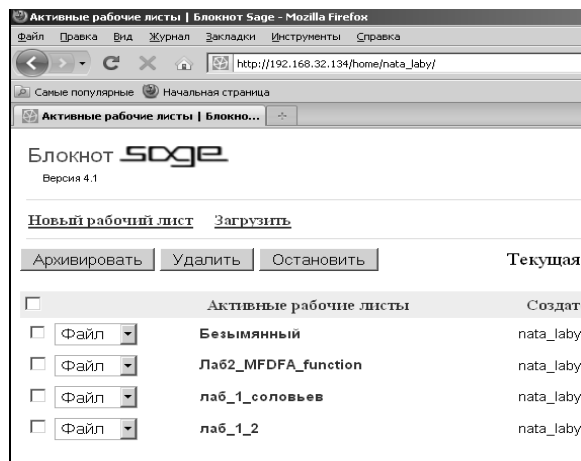 Активные рабочие листы | Блокнот Sage - Mozilla Firefox
Файл Правка Вид Журнал Закладки Инструменты Справка
http://192.168.32.134/home/nata_laby/
Самые популярные Начальная страница
Активные рабочие листы | Блокно...
Блокнот sage
Версия 4.1
Новый рабочий лист Загрузить
Архивировать Удалить Остановить Текущая
Активные рабочие листы Создат
Файл Безымянный nata_laby
Файл Лаб2_MFDFA_function nata_laby
Файл лаб_1_соловьев nata_laby
Файл лаб_1_2 nata_laby